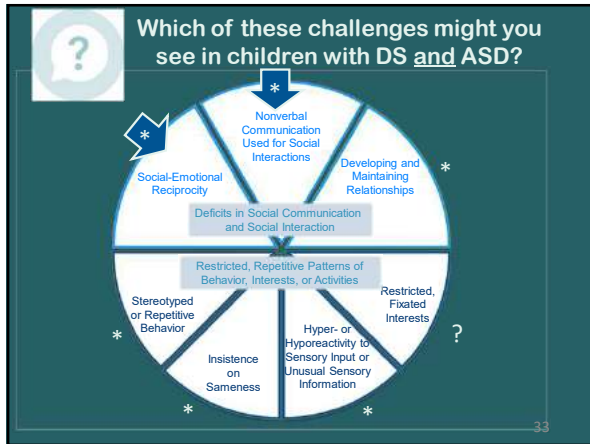 ?
Which of these challenges might you
see in children with DS and ASD?
*
Nonverbal
Communication
Used for Social
Interactions
*
Social-Emotional
Reciprocity
Developing and
Maintaining
Relationships
*
Deficits in Social Communication
and Social Interaction
Restricted, Repetitive Patterns of
Behavior, Interests, or Activities
Stereotyped
or Repetitive
Behavior
*
Insistence
on
Sameness
*
Hyper- or
Hyporeactivity to
Sensory Input or
Unusual Sensory
Information
*
Restricted,
Fixated
Interests
?
33